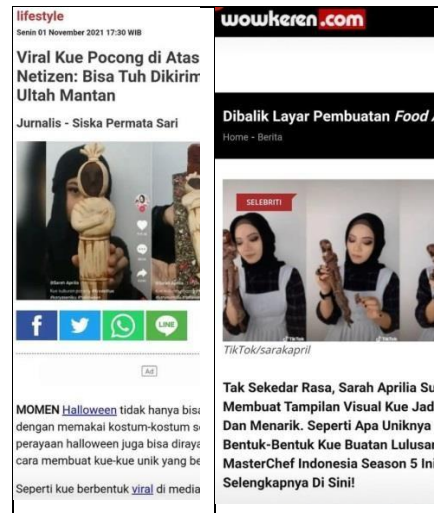 lifestyle
Senin 01 November 2021 17:30 WIB
Viral Kue Pocong di Atas
Netizen: Bisa Tuh Dikirim
Ultah Mantan
Jurnalis - Siska Permata Sari
LINE
Ad
MOMEN Halloween tidak hanya bisa
dengan memakai kostum-kostum
perayaan halloween juga bisa diraya
cara membuat kue-kue unik yang be
Seperti kue berbentuk viral di media
wowkeren.com
Dibalik Layar Pembuatan Food
Home - Berita
SELEBRITI
TikTok
TikTok/sarakapril
Tak Sekedar Rasa, Sarah Aprilia Su
Membuat Tampilan Visual Kue Jad
Dan Menarik. Seperti Apa Uniknya
Bentuk-Bentuk Kue Buatan Lulusan
MasterChef Indonesia Season 5 Ini
Selengkapnya Di Sini!